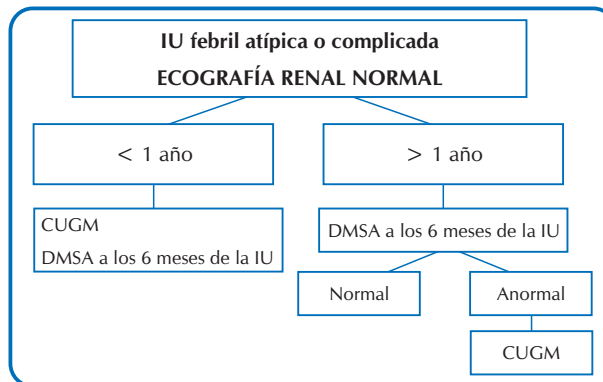 IU febril atípica o complicada
ECOGRAFÍA RENAL NORMAL
< 1 año
> 1 año
CUGM
DMSA a los 6 meses de la IU
DMSA a los 6 meses de la IU
Normal
Anormal
CUGM